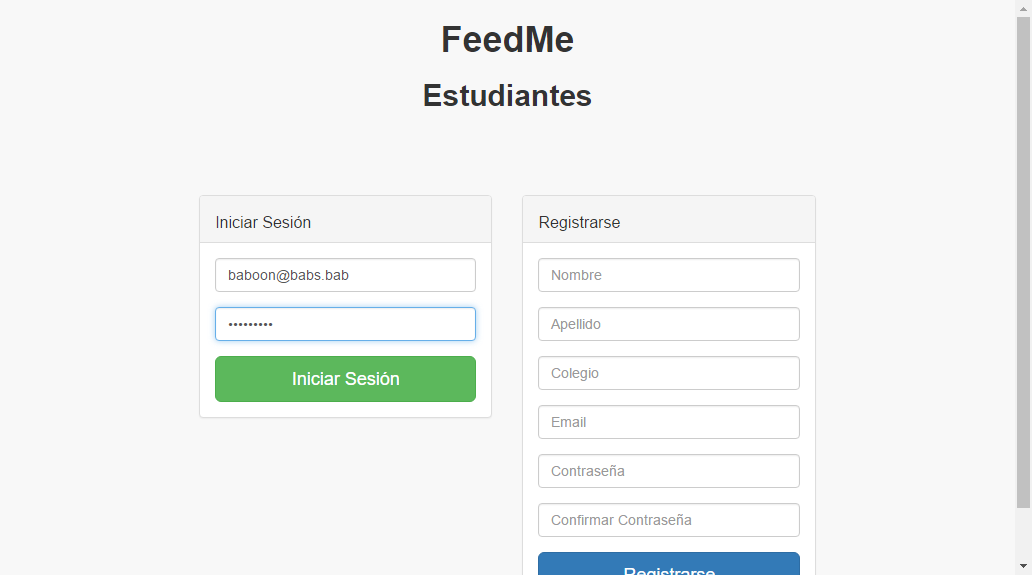 FeedMe
Estudiantes
Iniciar Sesión
baboon@babs.bab
•••••••••
Iniciar Sesión
Registrarse
Nombre
Apellido
Colegio
Email
Contraseña
Confirmar Contraseña
Registrarse